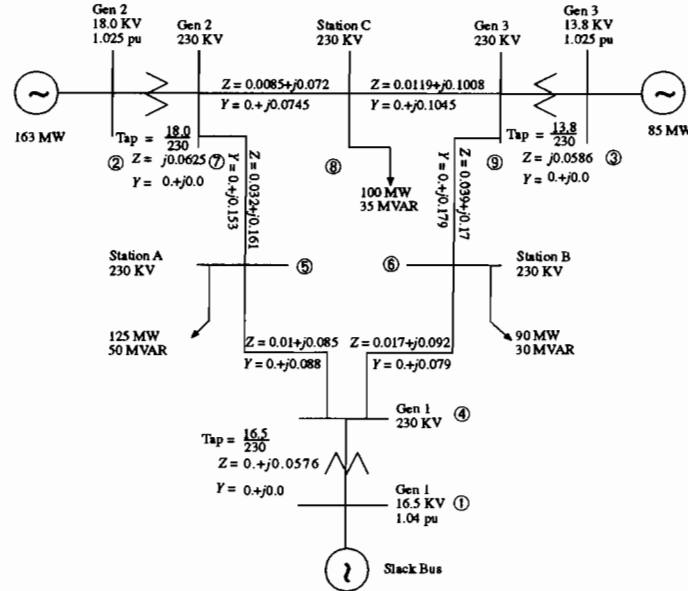 Gen 2
18.0 KV
1.025 pu
Gen 2
230 KV
Station C
230 KV
Gen 3
230 KV
Gen 3
13.8 KV
1.025 pu
Z = 0.0085+j0.072
Y = 0.+j0.0745
Z = 0.0119+j0.1008
Y = 0.+j0.1045
~
163 MW
~
85 MW
Tap = 18.0
230
② Z = j0.0625 ⑦
Y = 0.+j0.0
Z = 0.032+j0.161
Y = 0.+j0.153
⑧
100 MW
35 MVAR
Z = 0.039+j0.17
Y = 0.+j0.179
⑨
Tap = 13.8
230
Z = j0.0586 ③
Y = 0.+j0.0
Station A
230 KV
⑤
⑥
Station B
230 KV
125 MW
50 MVAR
Z = 0.01+j0.085
Y = 0.+j0.088
Z = 0.017+j0.092
Y = 0.+j0.079
90 MW
30 MVAR
Gen 1 ④
230 KV
Tap = 16.5
230
Z = 0.+j0.0576
Y = 0.+j0.0
Gen 1
16.5 KV ①
1.04 pu
~
Slack Bus